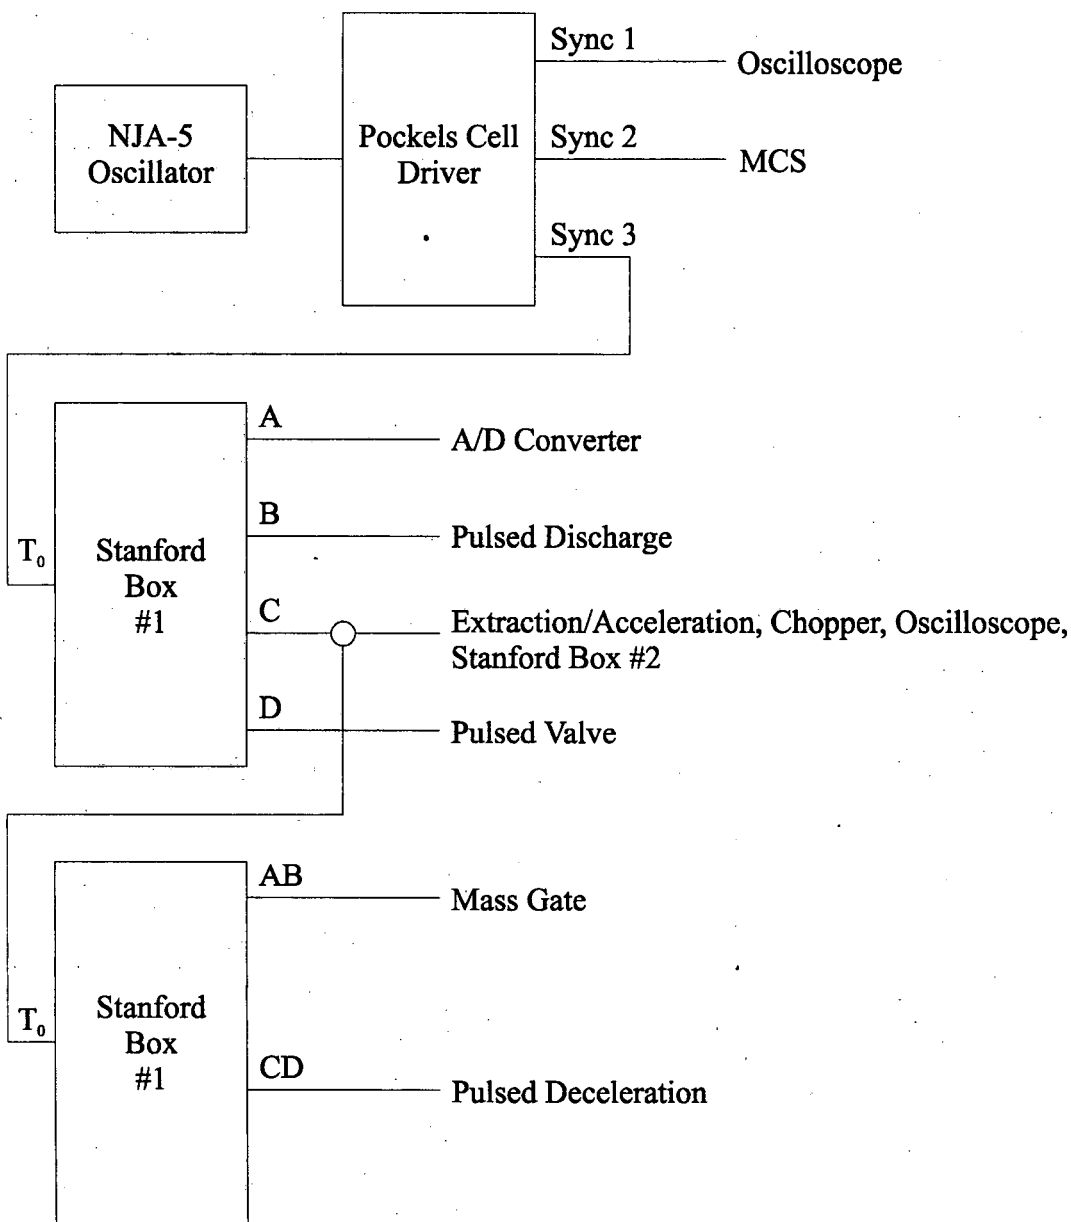 Sync 1
Oscilloscope
NJA-5
Oscillator
Pockels Cell
Driver
Sync 2
MCS
Sync 3
A
A/D Converter
B
Pulsed Discharge
T₀
Stanford
Box
#1
C
Extraction/Acceleration, Chopper, Oscilloscope,
Stanford Box #2
D
Pulsed Valve
AB
Mass Gate
T₀
Stanford
Box
#1
CD
Pulsed Deceleration